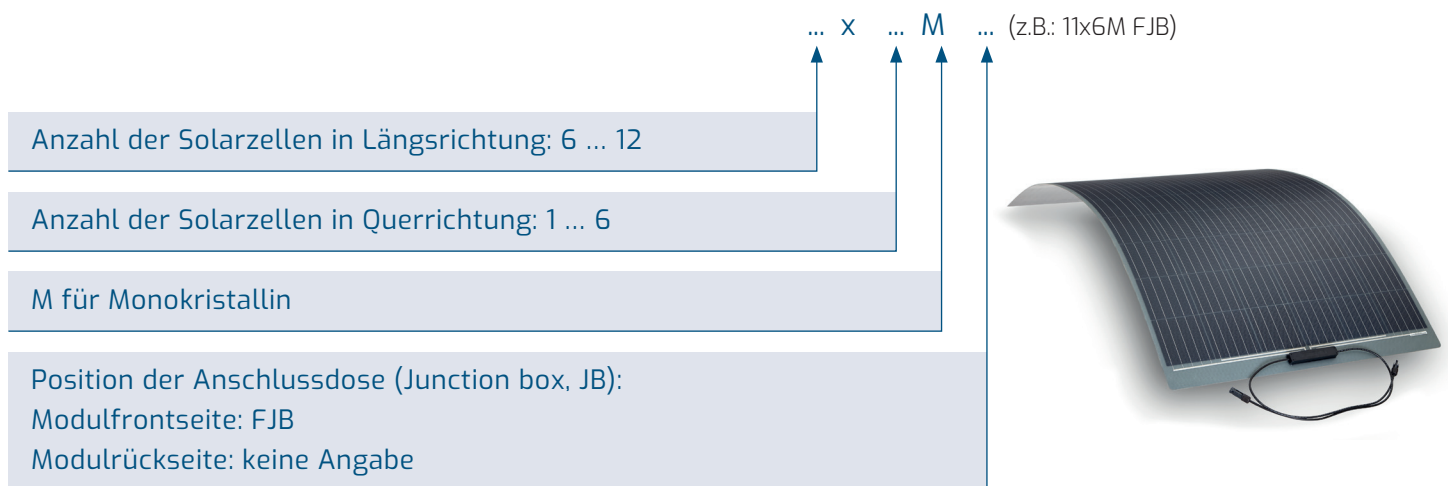 ... x ... M ... (z.B.: 11x6M FJB)
Anzahl der Solarzellen in Längsrichtung: 6 ... 12
Anzahl der Solarzellen in Querrichtung: 1 ... 6
M für Monokristallin
Position der Anschlussdose (Junction box, JB):
Modulfrontseite: FJB
Modulrückseite: keine Angabe